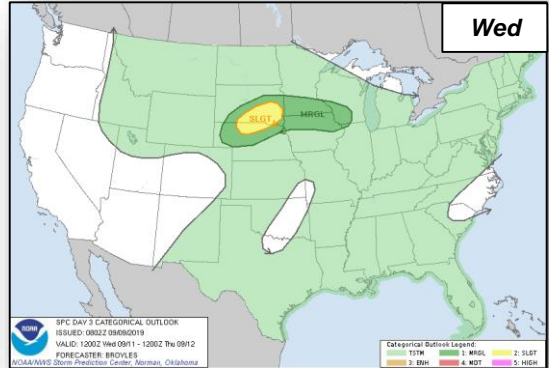 Wed
SLGT
MRGL
SPC DAY 3 CATEGORICAL OUTLOOK
ISSUED: 0802Z 09/09/2019
VALID: 1200Z Wed 09/11 - 1200Z Thu 09/12
FORECASTER: BROYLES
NOAA/NWS Storm Prediction Center, Norman, Oklahoma
NOAA
Categorical Outlook Legend:
TSTM 1: MRGL 2: SLGT
3: ENH 4: MDT 5: HIGH